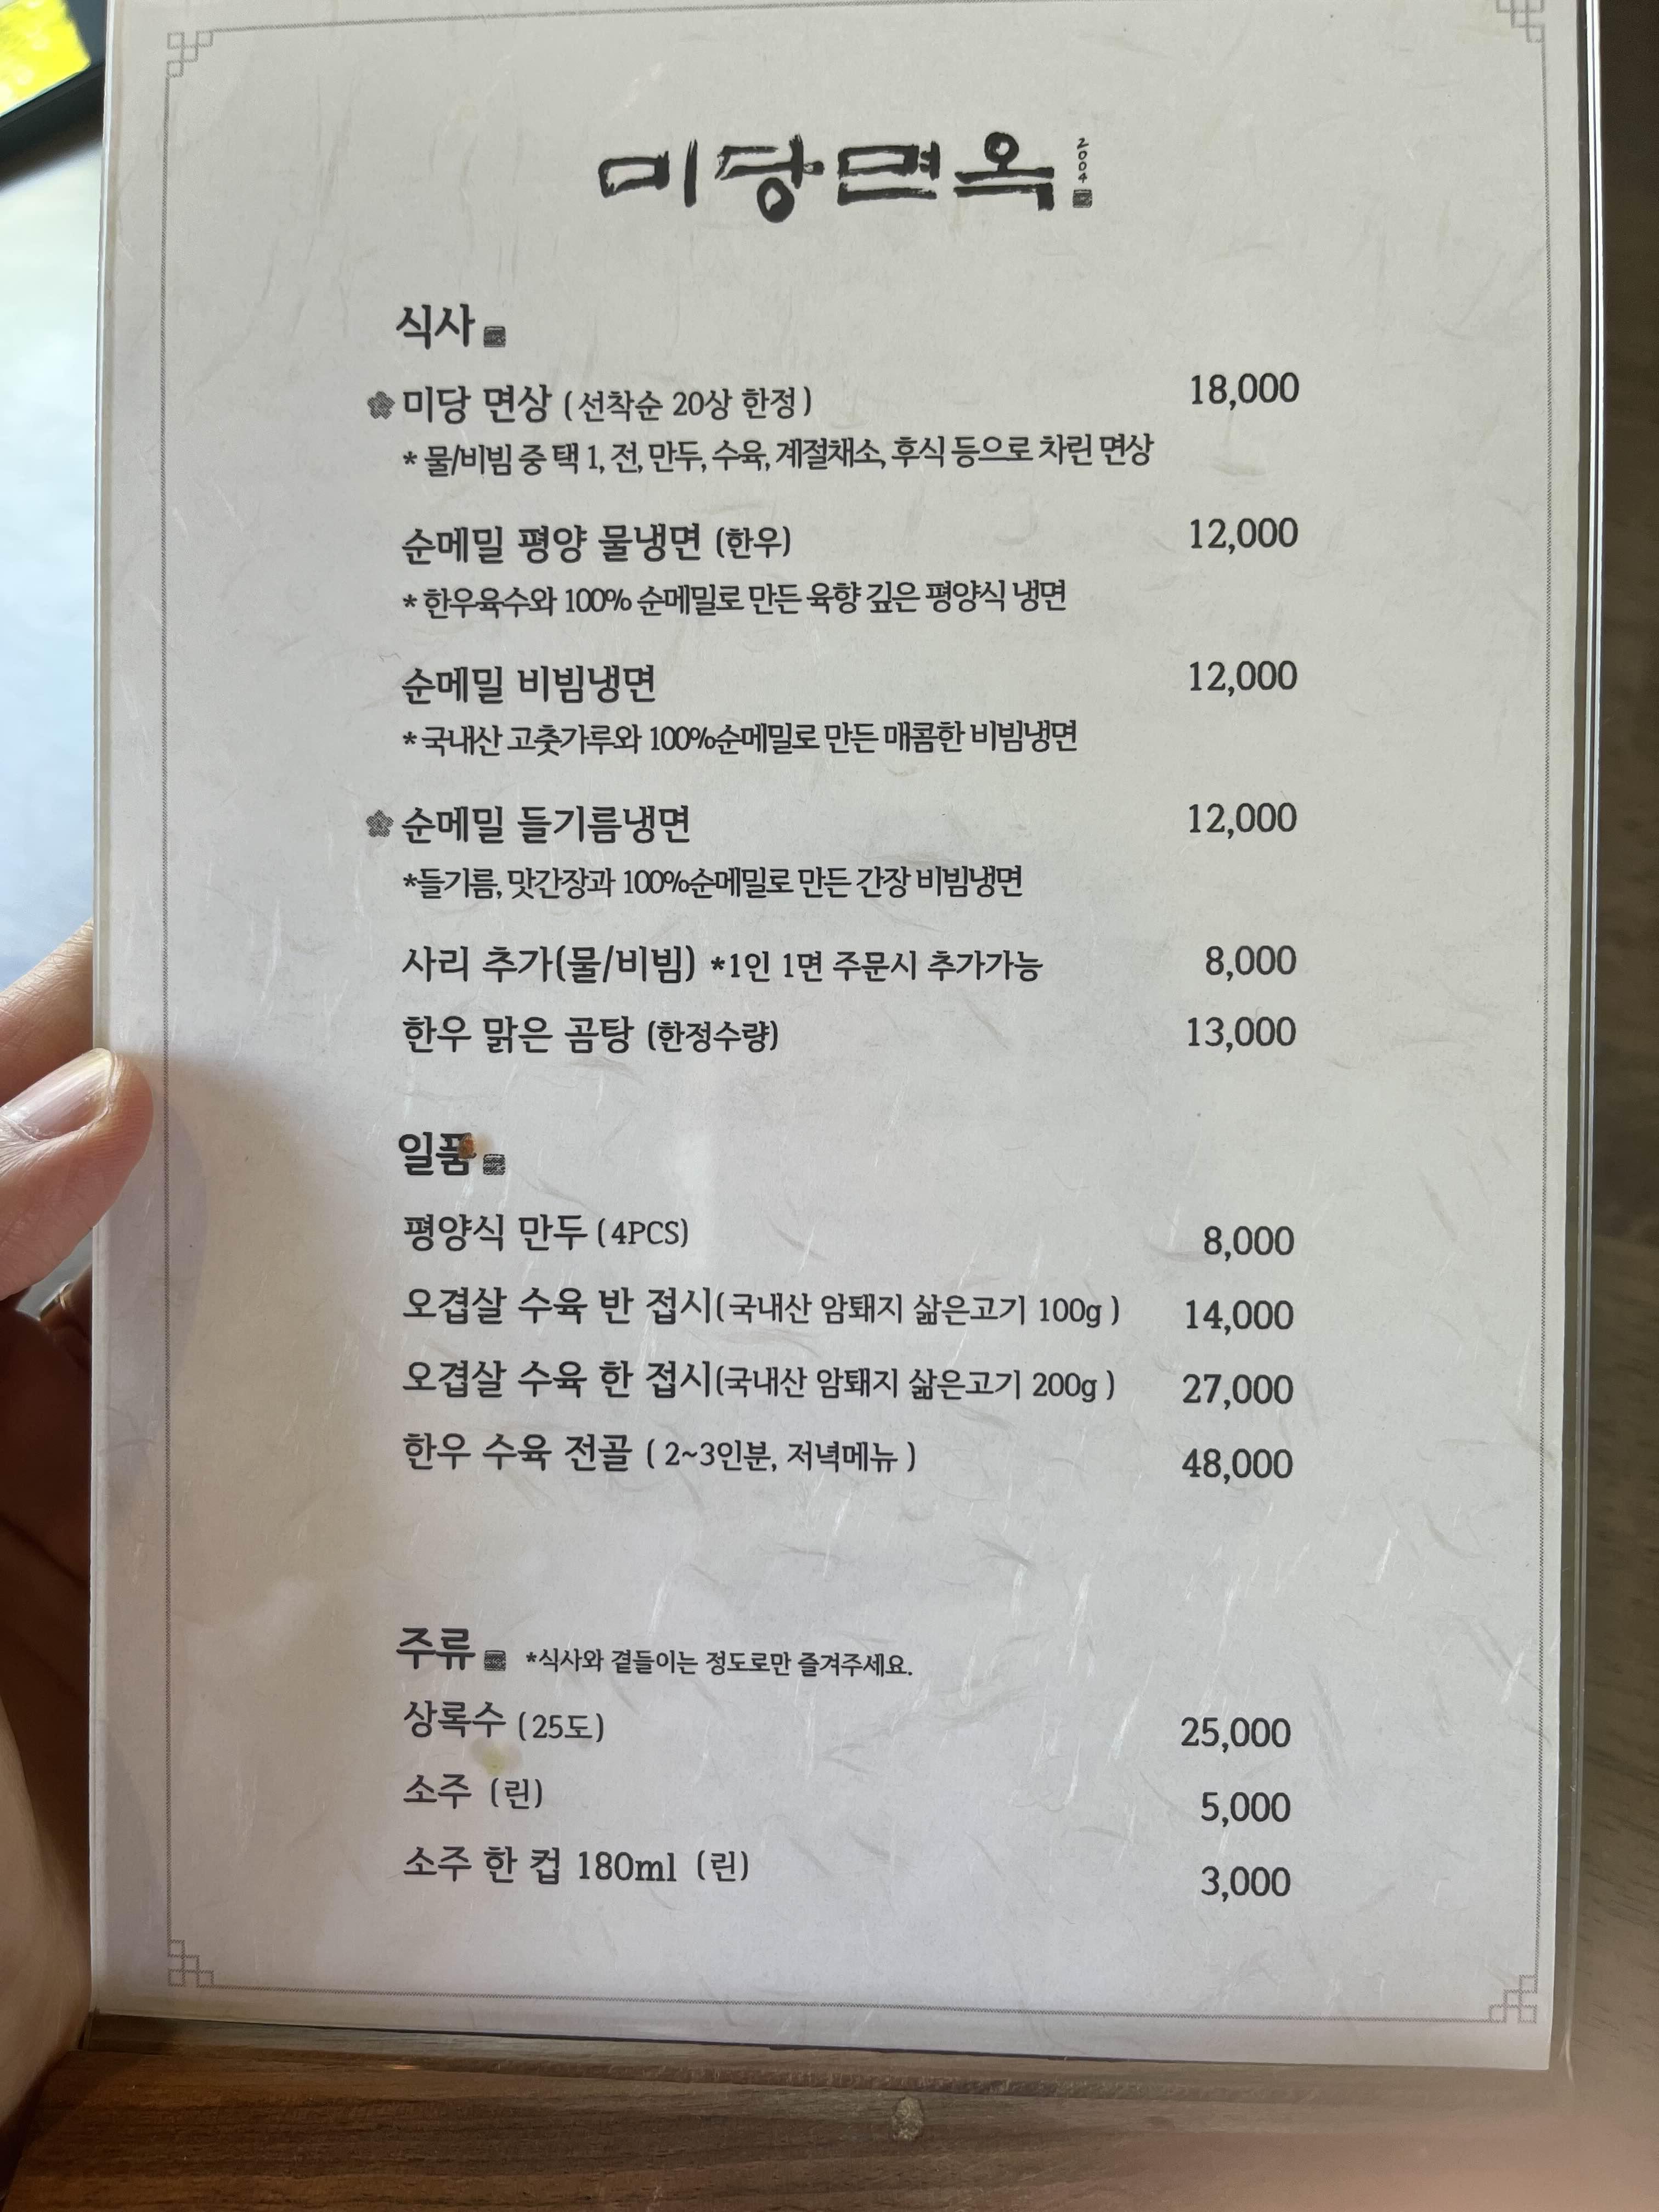 미당면옥 2004
식사
미당 면상 (선착순 20상 한정) 18,000
* 물/비빔 중 택 1, 전, 만두, 수육, 계절채소, 후식 등으로 차린 면상
순메밀 평양 물냉면 (한우) 12,000
* 한우육수와 100% 순메밀로 만든 육향 깊은 평양식 냉면
순메밀 비빔냉면 12,000
* 국내산 고춧가루와 100%순메밀로 만든 매콤한 비빔냉면
순메밀 들기름냉면 12,000
*들기름, 맛간장과 100%순메밀로 만든 간장 비빔냉면
사리 추가(물/비빔) *1인 1면 주문시 추가가능 8,000
한우 맑은 곰탕 (한정수량) 13,000
일품
평양식 만두 (4PCS) 8,000
오겹살 수육 반 접시(국내산 암퇘지 삶은고기 100g ) 14,000
오겹살 수육 한 접시(국내산 암퇘지 삶은고기 200g ) 27,000
한우 수육 전골 ( 2~3인분, 저녁메뉴 ) 48,000
주류 *식사와 곁들이는 정도로만 즐겨주세요.
상록수 (25도) 25,000
소주 (린) 5,000
소주 한 컵 180ml (린) 3,000